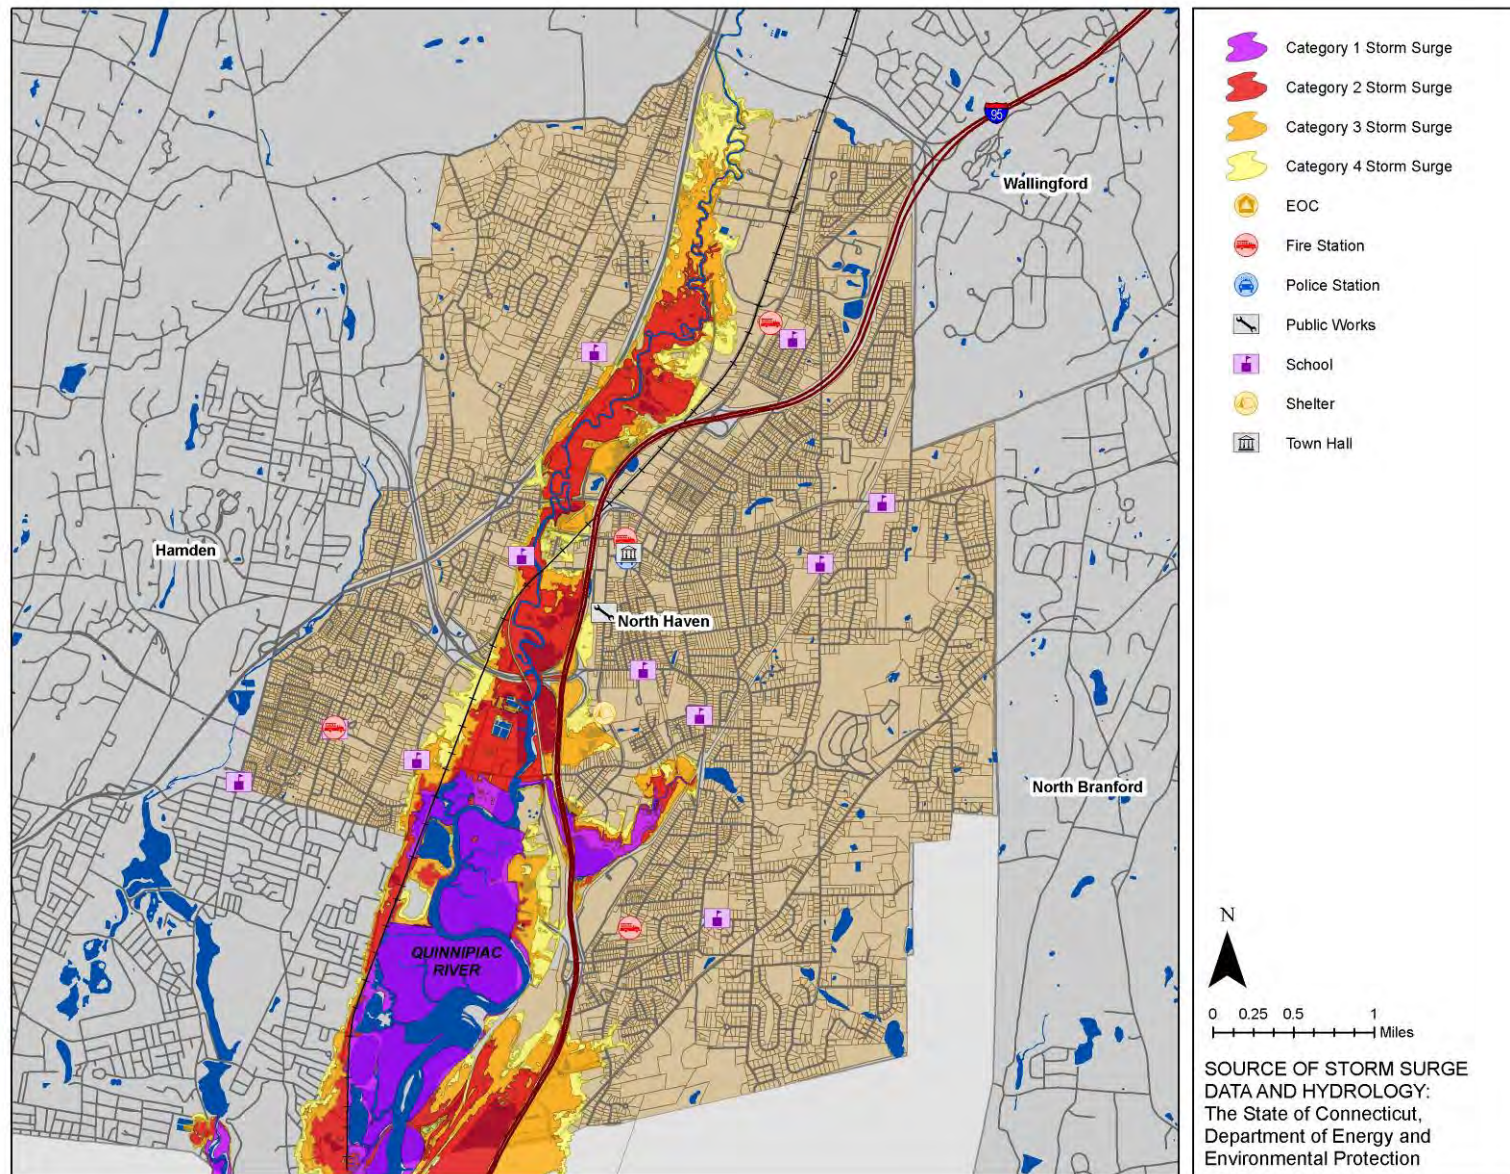 95
Wallingford
Hamden
North Haven
North Branford
QUINNIPIAC
RIVER
Category 1 Storm Surge
Category 2 Storm Surge
Category 3 Storm Surge
Category 4 Storm Surge
EOC
Fire Station
Police Station
Public Works
School
Shelter
Town Hall
N
0 0.25 0.5 1
Miles
SOURCE OF STORM SURGE
DATA AND HYDROLOGY:
The State of Connecticut,
Department of Energy and
Environmental Protection